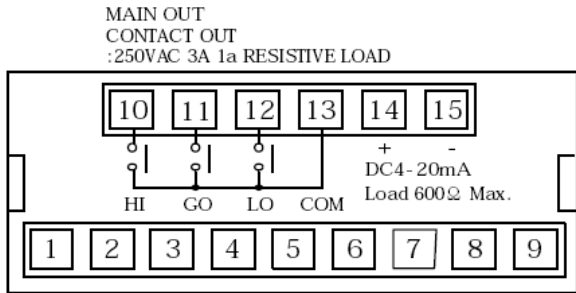 MAIN OUT
CONTACT OUT
:250VAC 3A 1a RESISTIVE LOAD
10 11 12 13 14 15
+ -
DC4-20mA
Load 600Ω Max.
HI GO LO COM
1 2 3 4 5 6 7 8 9